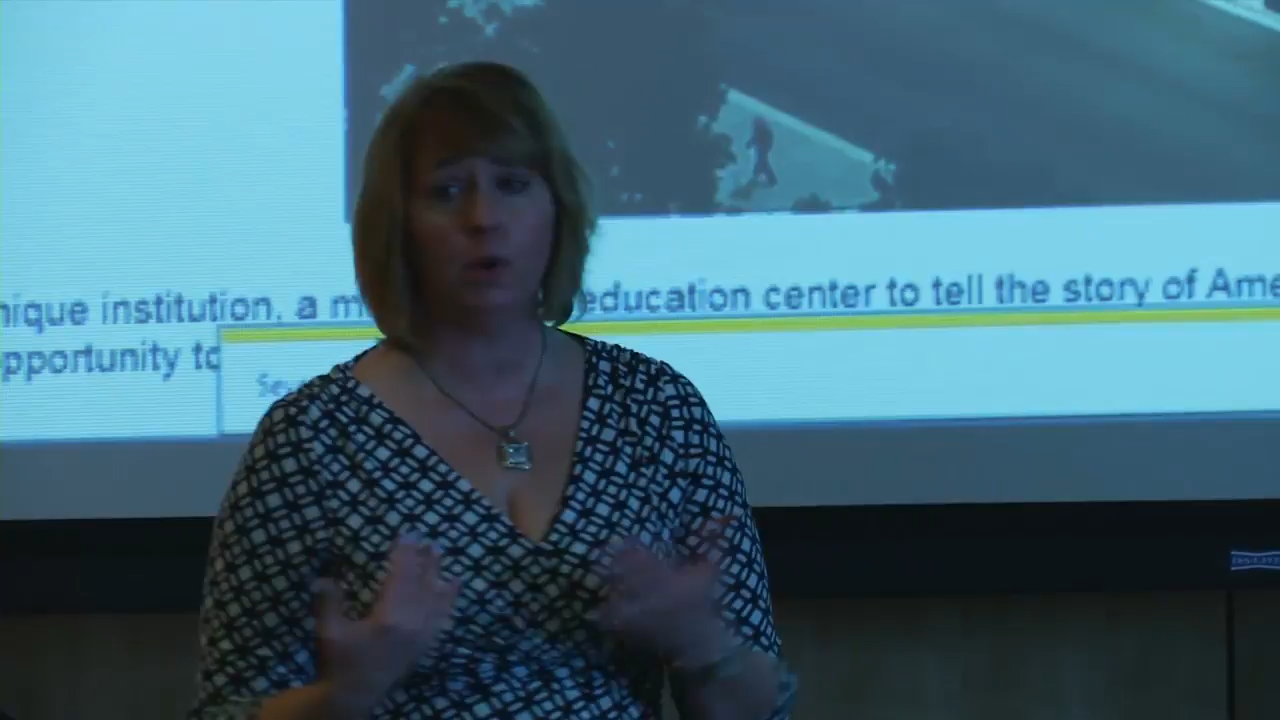 nique institution, a m education center to tell the story of Ame
pportunity to